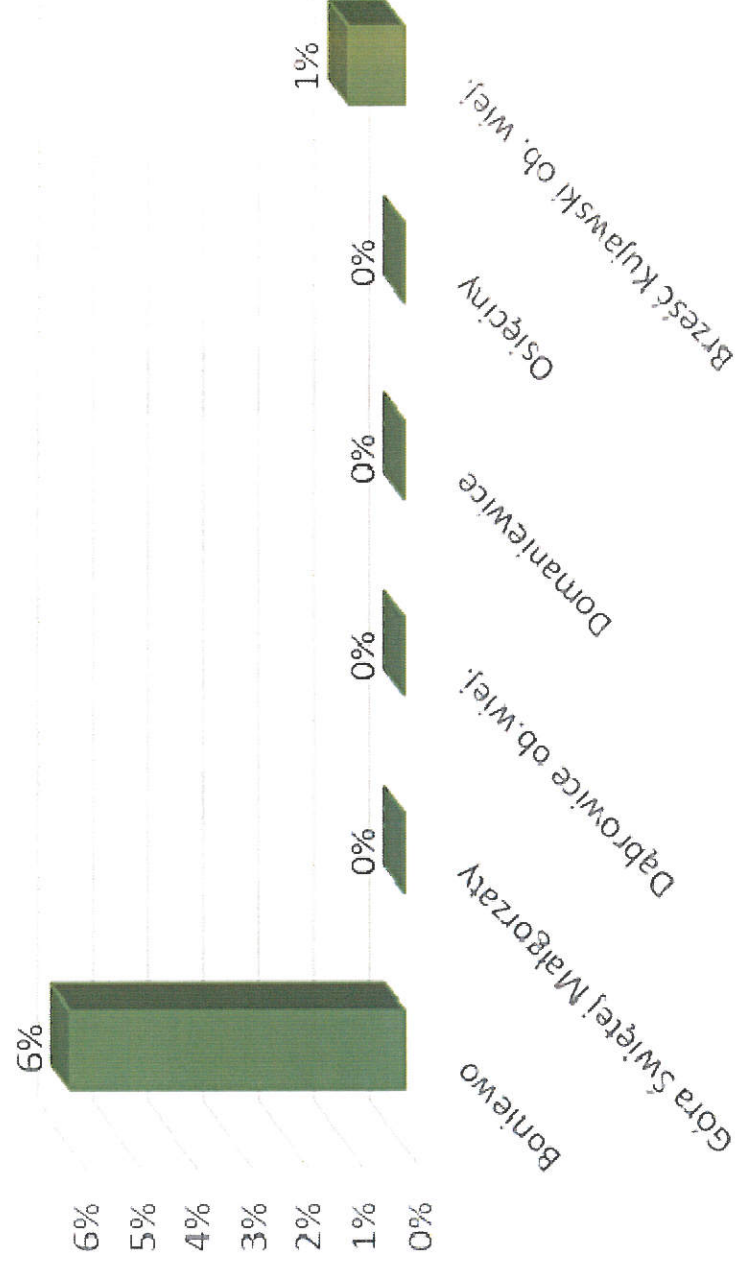 6%
5%
4%
3%
2%
1%
0%
6%
0%
0%
0%
0%
1%
Boniewo
Góra Świętej Małgorzaty
Dąbrowice ob.wiej.
Domaniewice
Osięciny
Brześć Kujawski ob. wiej.